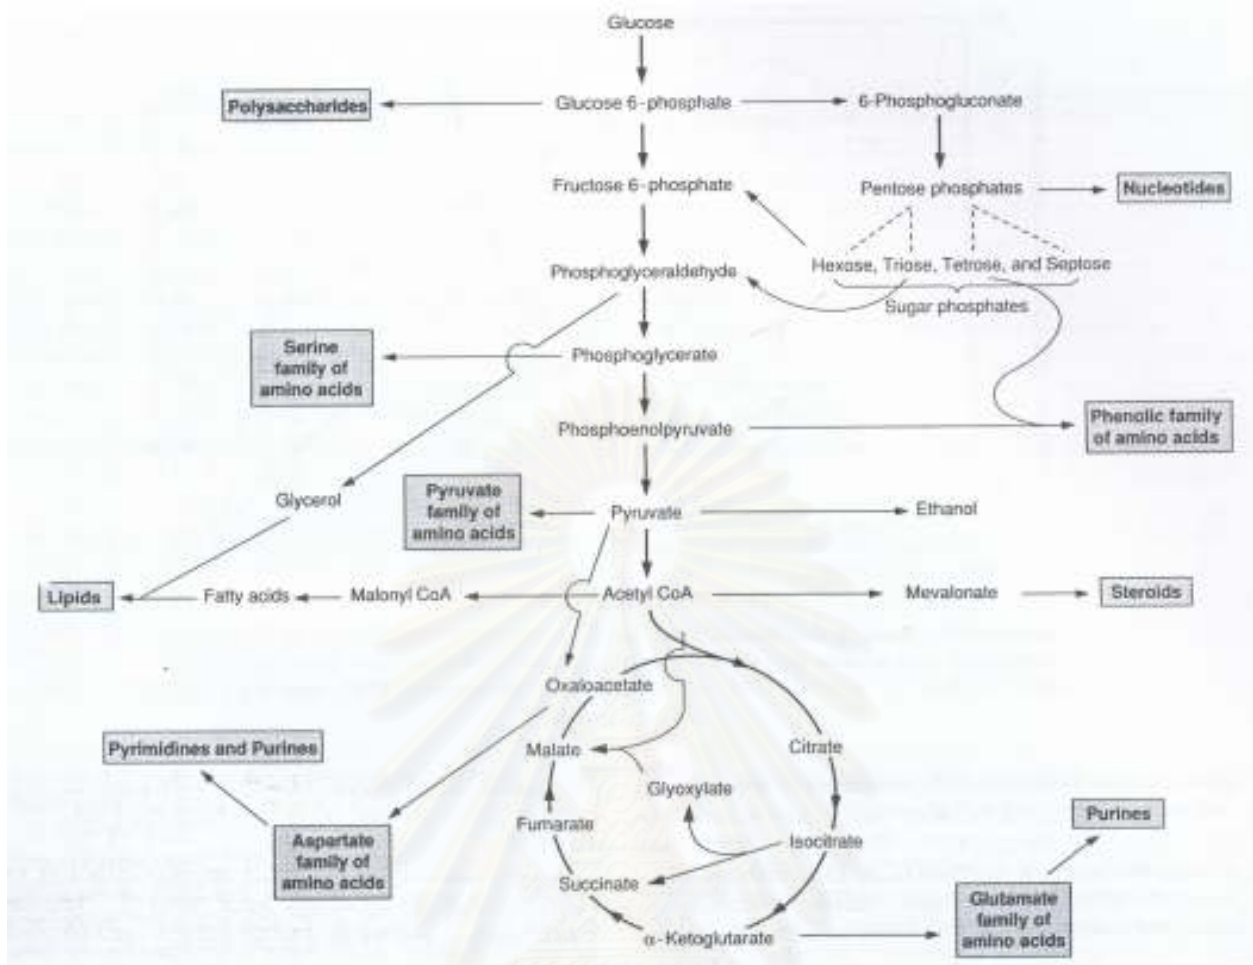 Glucose
Polysaccharides
Glucose 6-phosphate
6-Phosphogluconate
Fructose 6-phosphate
Pentose phosphates
Nucleotides
Phosphoglyceraldehyde
Hexose, Triose, Tetrose, and Septose
Sugar phosphates
Serine
family of
amino acids
Phosphoglycerate
Phosphoenolpyruvate
Phenolic family
of amino acids
Glycerol
Pyruvate
family of
amino acids
Pyruvate
Ethanol
Lipids
Fatty acids
Malonyl CoA
Acetyl CoA
Mevalonate
Steroids
Oxaloacetate
Pyrimidines and Purines
Malate
Citrate
Glyoxylate
Fumarate
Isocitrate
Purines
Aspartate
family of
amino acids
Succinate
Glutamate
family of
amino acids
α-Ketoglutarate